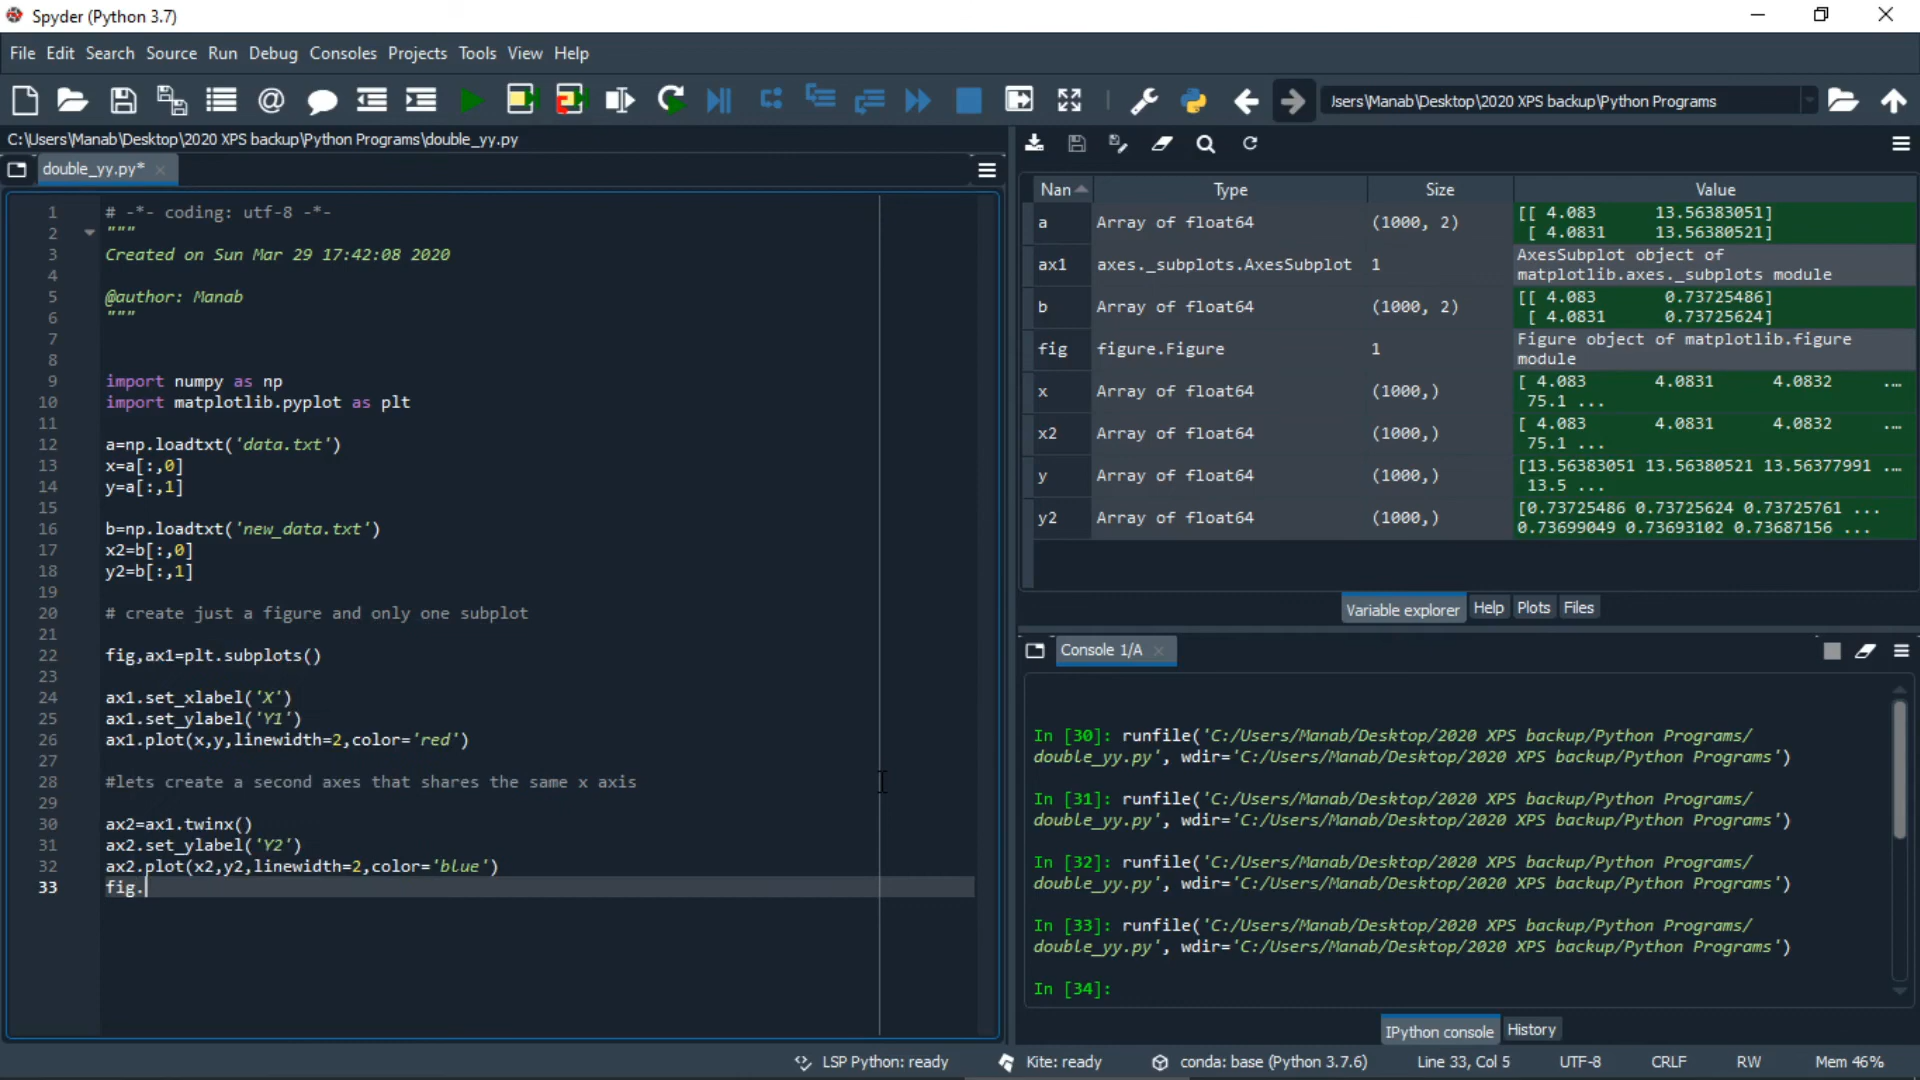 Spyder (Python 3.7)
File Edit Search Source Run Debug Consoles Projects Tools View Help
Jsers\Manab\Desktop\2020 XPS backup\Python Programs
C:\Users\Manab\Desktop\2020 XPS backup\Python Programs\double_yy.py
double_yy.py*
1 # -*- coding: utf-8 -*-
2 """
3 Created on Sun Mar 29 17:42:08 2020
4
5 @author: Manab
6 """
7
8
9 import numpy as np
10 import matplotlib.pyplot as plt
11
12 a=np.loadtxt('data.txt')
13 x=a[:,0]
14 y=a[:,1]
15
16 b=np.loadtxt('new_data.txt')
17 x2=b[:,0]
18 y2=b[:,1]
19
20 # create just a figure and only one subplot
21
22 fig,ax1=plt.subplots()
23
24 ax1.set_xlabel('X')
25 ax1.set_ylabel('Y1')
26 ax1.plot(x,y,linewidth=2,color='red')
27
28 #lets create a second axes that shares the same x axis
29
30 ax2=ax1.twinx()
31 ax2.set_ylabel('Y2')
32 ax2.plot(x2,y2,linewidth=2,color='blue')
33 fig.
Nan Type Size Value
a Array of float64 (1000, 2) [[ 4.083 13.56383051]
[ 4.0831 13.56380521]
ax1 axes._subplots.AxesSubplot 1 AxesSubplot object of
matplotlib.axes._subplots module
b Array of float64 (1000, 2) [[ 4.083 0.73725486]
[ 4.0831 0.73725624]
fig figure.Figure 1 Figure object of matplotlib.figure
module
x Array of float64 (1000,) [ 4.083 4.0831 4.0832 ...
75.1 ...
x2 Array of float64 (1000,) [ 4.083 4.0831 4.0832 ...
75.1 ...
y Array of float64 (1000,) [13.56383051 13.56380521 13.56377991 ...
13.5 ...
y2 Array of float64 (1000,) [0.73725486 0.73725624 0.73725761 ...
0.73699049 0.73693102 0.73687156 ...
Variable explorer Help Plots Files
Console 1/A
In [30]: runfile('C:/Users/Manab/Desktop/2020 XPS backup/Python Programs/
double_yy.py', wdir='C:/Users/Manab/Desktop/2020 XPS backup/Python Programs')
In [31]: runfile('C:/Users/Manab/Desktop/2020 XPS backup/Python Programs/
double_yy.py', wdir='C:/Users/Manab/Desktop/2020 XPS backup/Python Programs')
In [32]: runfile('C:/Users/Manab/Desktop/2020 XPS backup/Python Programs/
double_yy.py', wdir='C:/Users/Manab/Desktop/2020 XPS backup/Python Programs')
In [33]: runfile('C:/Users/Manab/Desktop/2020 XPS backup/Python Programs/
double_yy.py', wdir='C:/Users/Manab/Desktop/2020 XPS backup/Python Programs')
In [34]:
IPython console History
LSP Python: ready Kite: ready conda: base (Python 3.7.6) Line 33, Col 5 UTF-8 CRLF RW Mem 46%